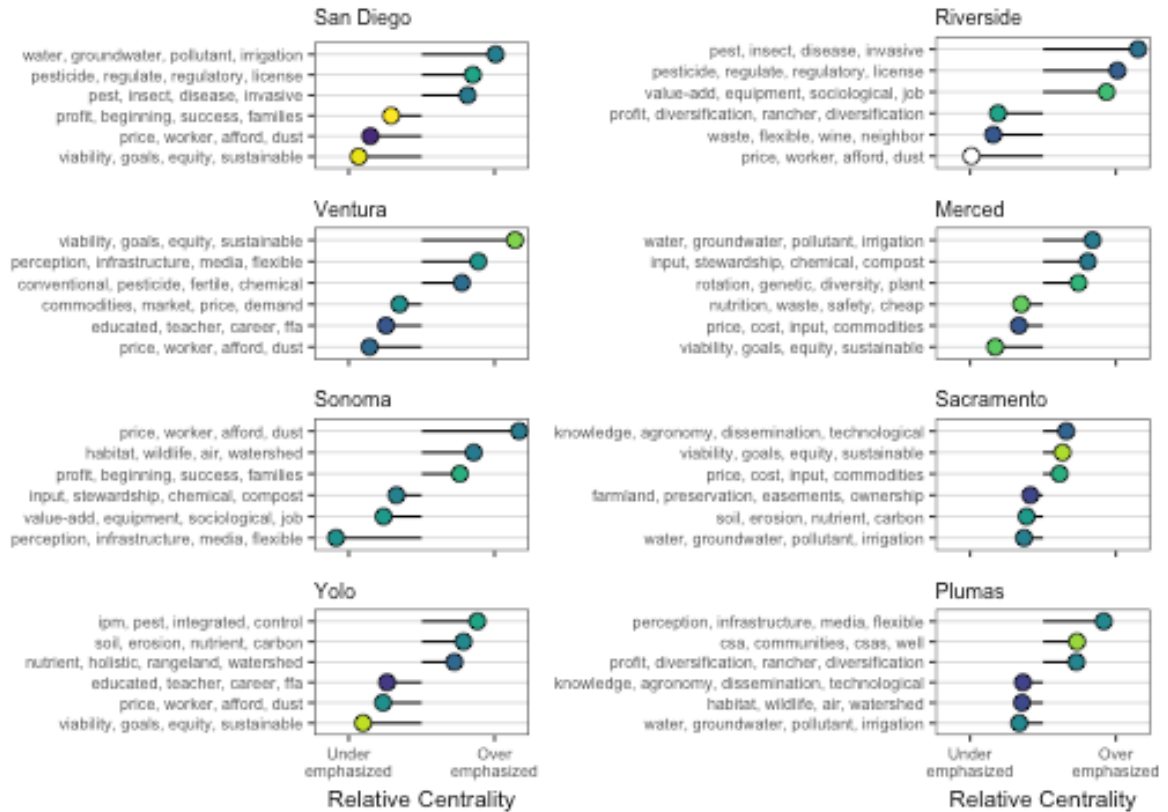 San Diego
water, groundwater, pollutant, irrigation
pesticide, regulate, regulatory, license
pest, insect, disease, invasive
profit, beginning, success, families
price, worker, afford, dust
viability, goals, equity, sustainable
Riverside
pest, insect, disease, invasive
pesticide, regulate, regulatory, license
value-add, equipment, sociological, job
profit, diversification, rancher, diversification
waste, flexible, wine, neighbor
price, worker, afford, dust
Ventura
viability, goals, equity, sustainable
perception, infrastructure, media, flexible
conventional, pesticide, fertile, chemical
commodities, market, price, demand
educated, teacher, career, ffa
price, worker, afford, dust
Merced
water, groundwater, pollutant, irrigation
input, stewardship, chemical, compost
rotation, genetic, diversity, plant
nutrition, waste, safety, cheap
price, cost, input, commodities
viability, goals, equity, sustainable
Sonoma
price, worker, afford, dust
habitat, wildlife, air, watershed
profit, beginning, success, families
input, stewardship, chemical, compost
value-add, equipment, sociological, job
perception, infrastructure, media, flexible
Sacramento
knowledge, agronomy, dissemination, technological
viability, goals, equity, sustainable
price, cost, input, commodities
farmland, preservation, easements, ownership
soil, erosion, nutrient, carbon
water, groundwater, pollutant, irrigation
Yolo
ipm, pest, integrated, control
soil, erosion, nutrient, carbon
nutrient, holistic, rangeland, watershed
educated, teacher, career, ffa
price, worker, afford, dust
viability, goals, equity, sustainable
Under
emphasized
Over
emphasized
Relative Centrality
Plumas
perception, infrastructure, media, flexible
csa, communities, csas, well
profit, diversification, rancher, diversification
knowledge, agronomy, dissemination, technological
habitat, wildlife, air, watershed
water, groundwater, pollutant, irrigation
Under
emphasized
Over
emphasized
Relative Centrality